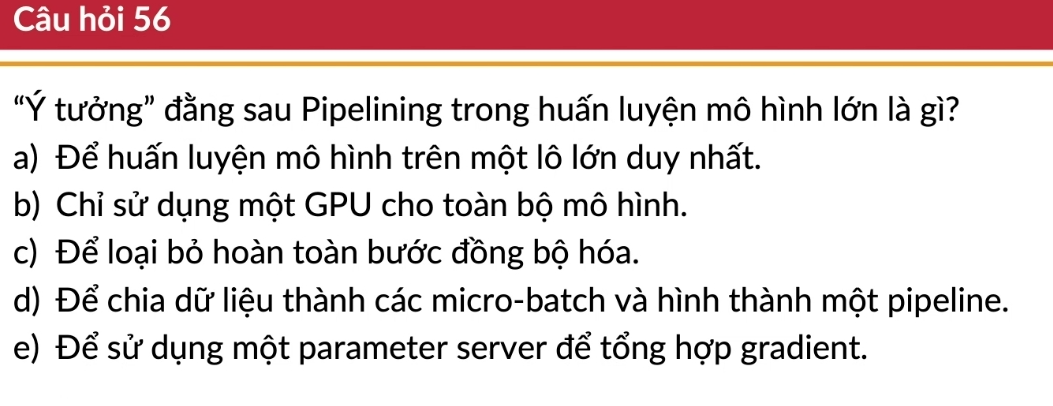 Câu hỏi 56
“Ý tưởng” đằng sau Pipelining trong huấn luyện mô hình lớn là gì?
a) Để huấn luyện mô hình trên một lô lớn duy nhất.
b) Chỉ sử dụng một GPU cho toàn bộ mô hình.
c) Để loại bỏ hoàn toàn bước đồng bộ hóa.
d) Để chia dữ liệu thành các micro-batch và hình thành một pipeline.
e) Để sử dụng một parameter server để tổng hợp gradient.